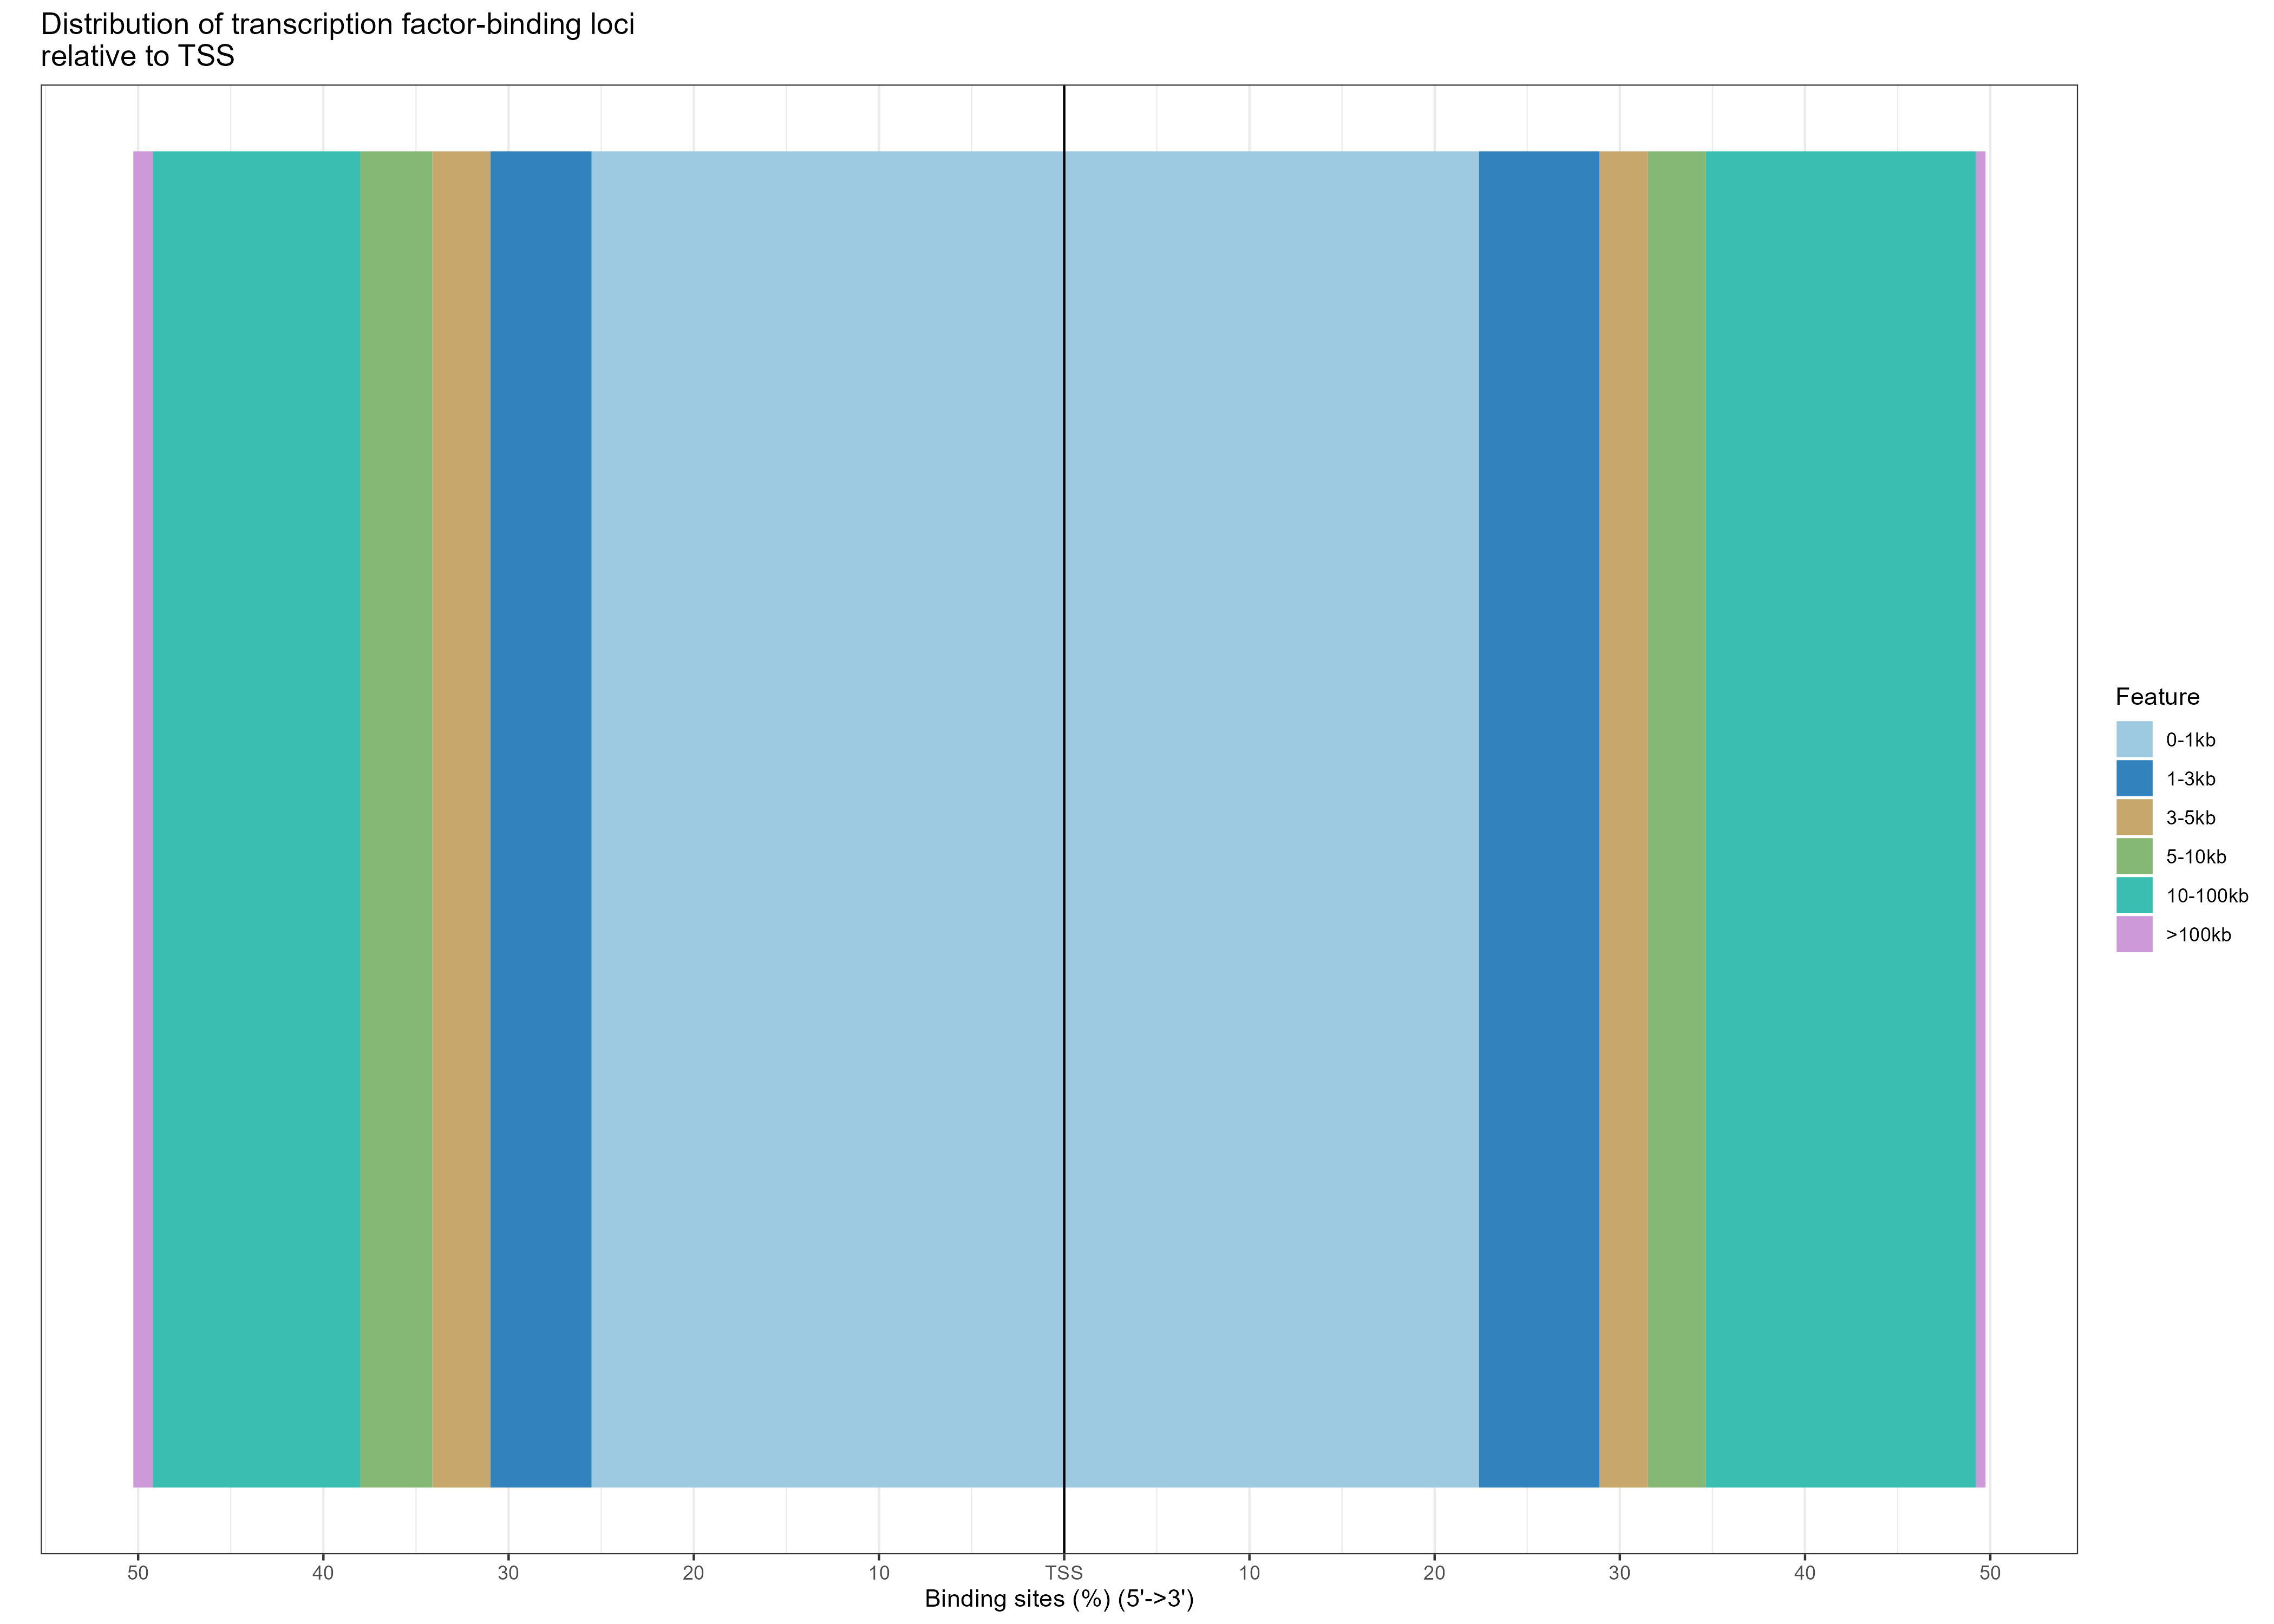 Distribution of transcription factor-binding loci
relative to TSS
Feature
0-1kb
1-3kb
3-5kb
5-10kb
10-100kb
>100kb
50 40 30 20 10 TSS 10 20 30 40 50
Binding sites (%) (5'->3')